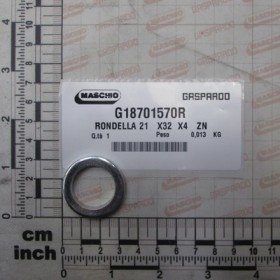 MASCHIO
GASPARDO
G18701570R
RONDELLA 21 X32 X4 ZN
Q.tà 1 Peso 0,013 KG
cm
inch